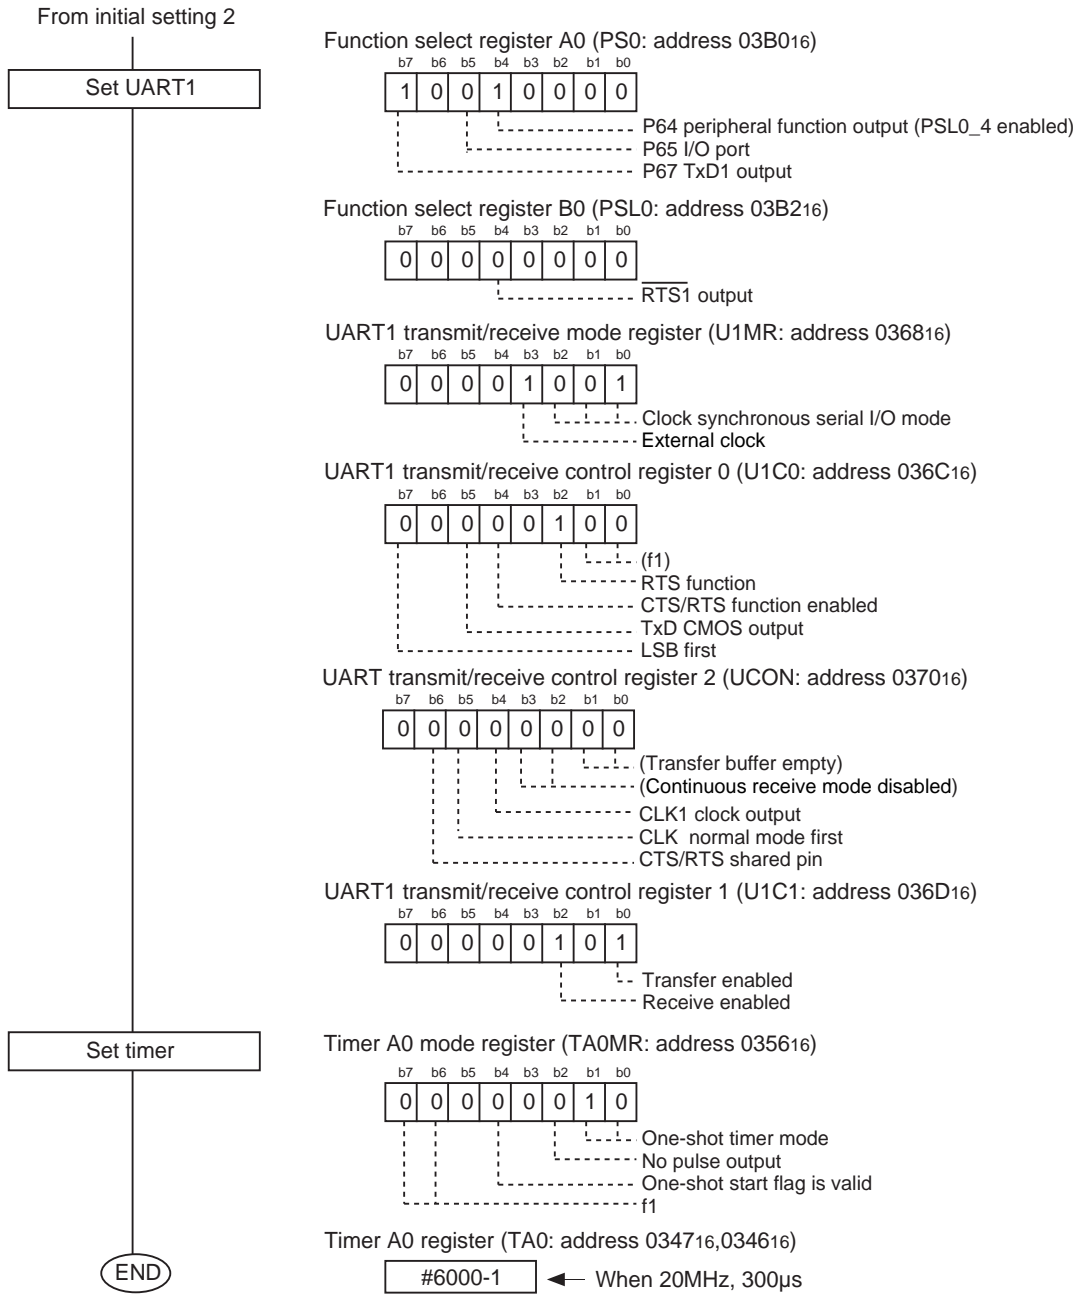 From initial setting 2
Set UART1
Function select register A0 (PS0: address 03B016)
b7 b6 b5 b4 b3 b2 b1 b0
1 0 0 1 0 0 0 0
P64 peripheral function output (PSL0_4 enabled)
P65 I/O port
P67 TxD1 output
Function select register B0 (PSL0: address 03B216)
b7 b6 b5 b4 b3 b2 b1 b0
0 0 0 0 0 0 0 0
RTS1 output
UART1 transmit/receive mode register (U1MR: address 036816)
b7 b6 b5 b4 b3 b2 b1 b0
0 0 0 0 1 0 0 1
Clock synchronous serial I/O mode
External clock
UART1 transmit/receive control register 0 (U1C0: address 036C16)
b7 b6 b5 b4 b3 b2 b1 b0
0 0 0 0 0 1 0 0
(f1)
RTS function
CTS/RTS function enabled
TxD CMOS output
LSB first
UART transmit/receive control register 2 (UCON: address 037016)
b7 b6 b5 b4 b3 b2 b1 b0
0 0 0 0 0 0 0 0
(Transfer buffer empty)
(Continuous receive mode disabled)
CLK1 clock output
CLK normal mode first
CTS/RTS shared pin
UART1 transmit/receive control register 1 (U1C1: address 036D16)
b7 b6 b5 b4 b3 b2 b1 b0
0 0 0 0 0 1 0 1
Transfer enabled
Receive enabled
Set timer
Timer A0 mode register (TA0MR: address 035616)
b7 b6 b5 b4 b3 b2 b1 b0
0 0 0 0 0 0 1 0
One-shot timer mode
No pulse output
One-shot start flag is valid
f1
Timer A0 register (TA0: address 034716,034616)
#6000-1
When 20MHz, 300µs
END